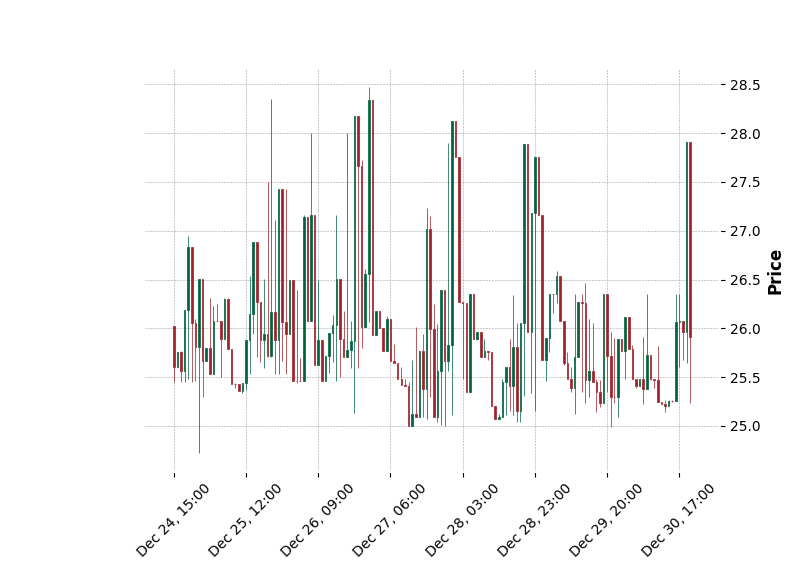 28.5
28.0
27.5
27.0
26.5
26.0
25.5
25.0
Price
Dec 24, 15:00
Dec 25, 12:00
Dec 26, 09:00
Dec 27, 06:00
Dec 28, 03:00
Dec 28, 23:00
Dec 29, 20:00
Dec 30, 17:00